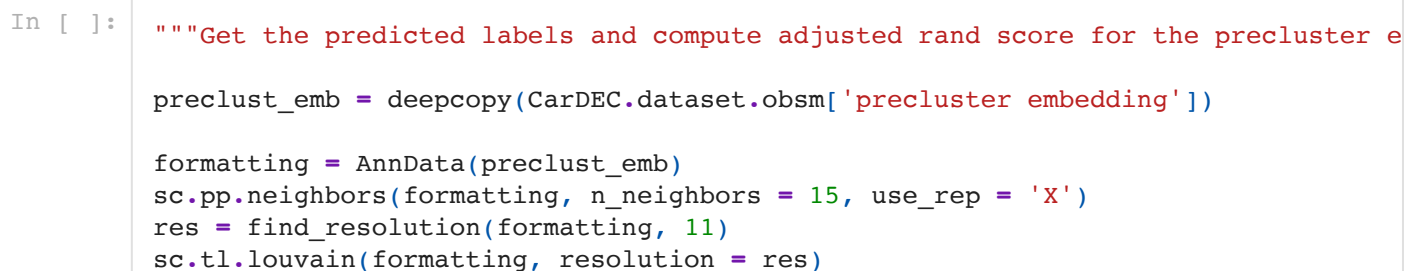 In [ ]:
"""Get the predicted labels and compute adjusted rand score for the precluster e
preclust_emb = deepcopy(CarDEC.dataset.obsm['precluster embedding'])
formatting = AnnData(preclust_emb)
sc.pp.neighbors(formatting, n_neighbors = 15, use_rep = 'X')
res = find_resolution(formatting, 11)
sc.tl.louvain(formatting, resolution = res)